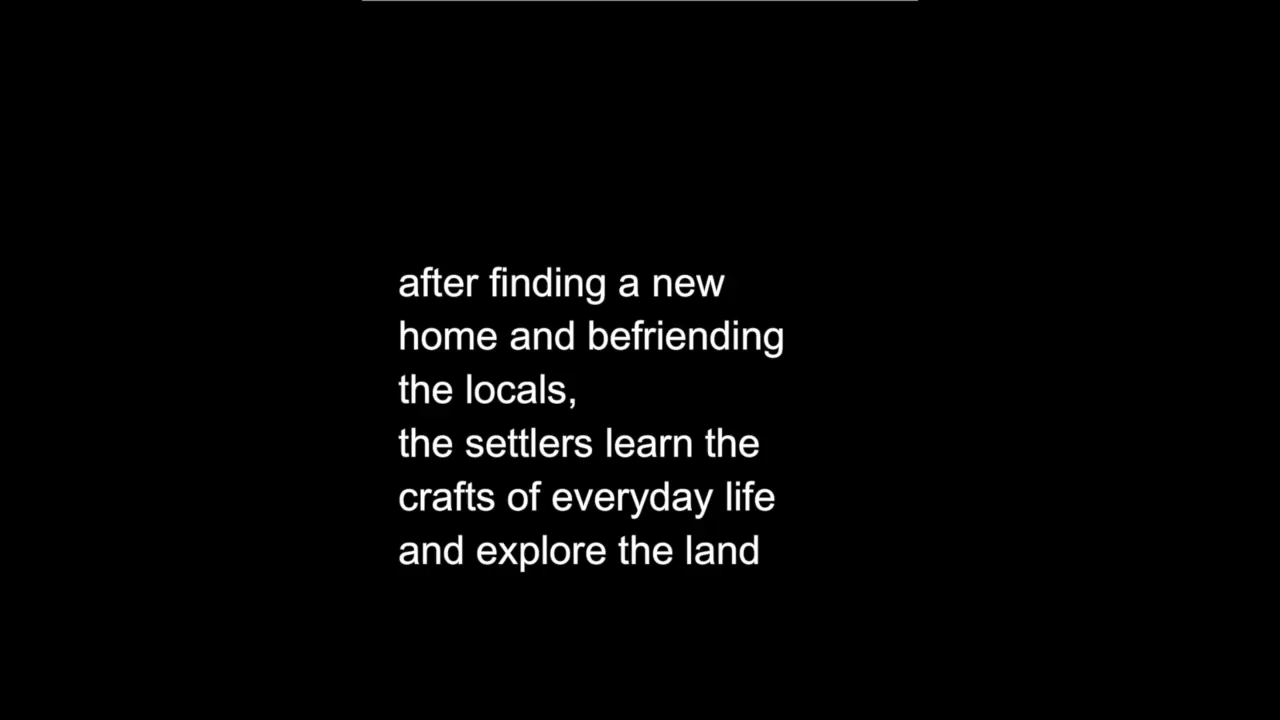 after finding a new
home and befriending
the locals,
the settlers learn the
crafts of everyday life
and explore the land